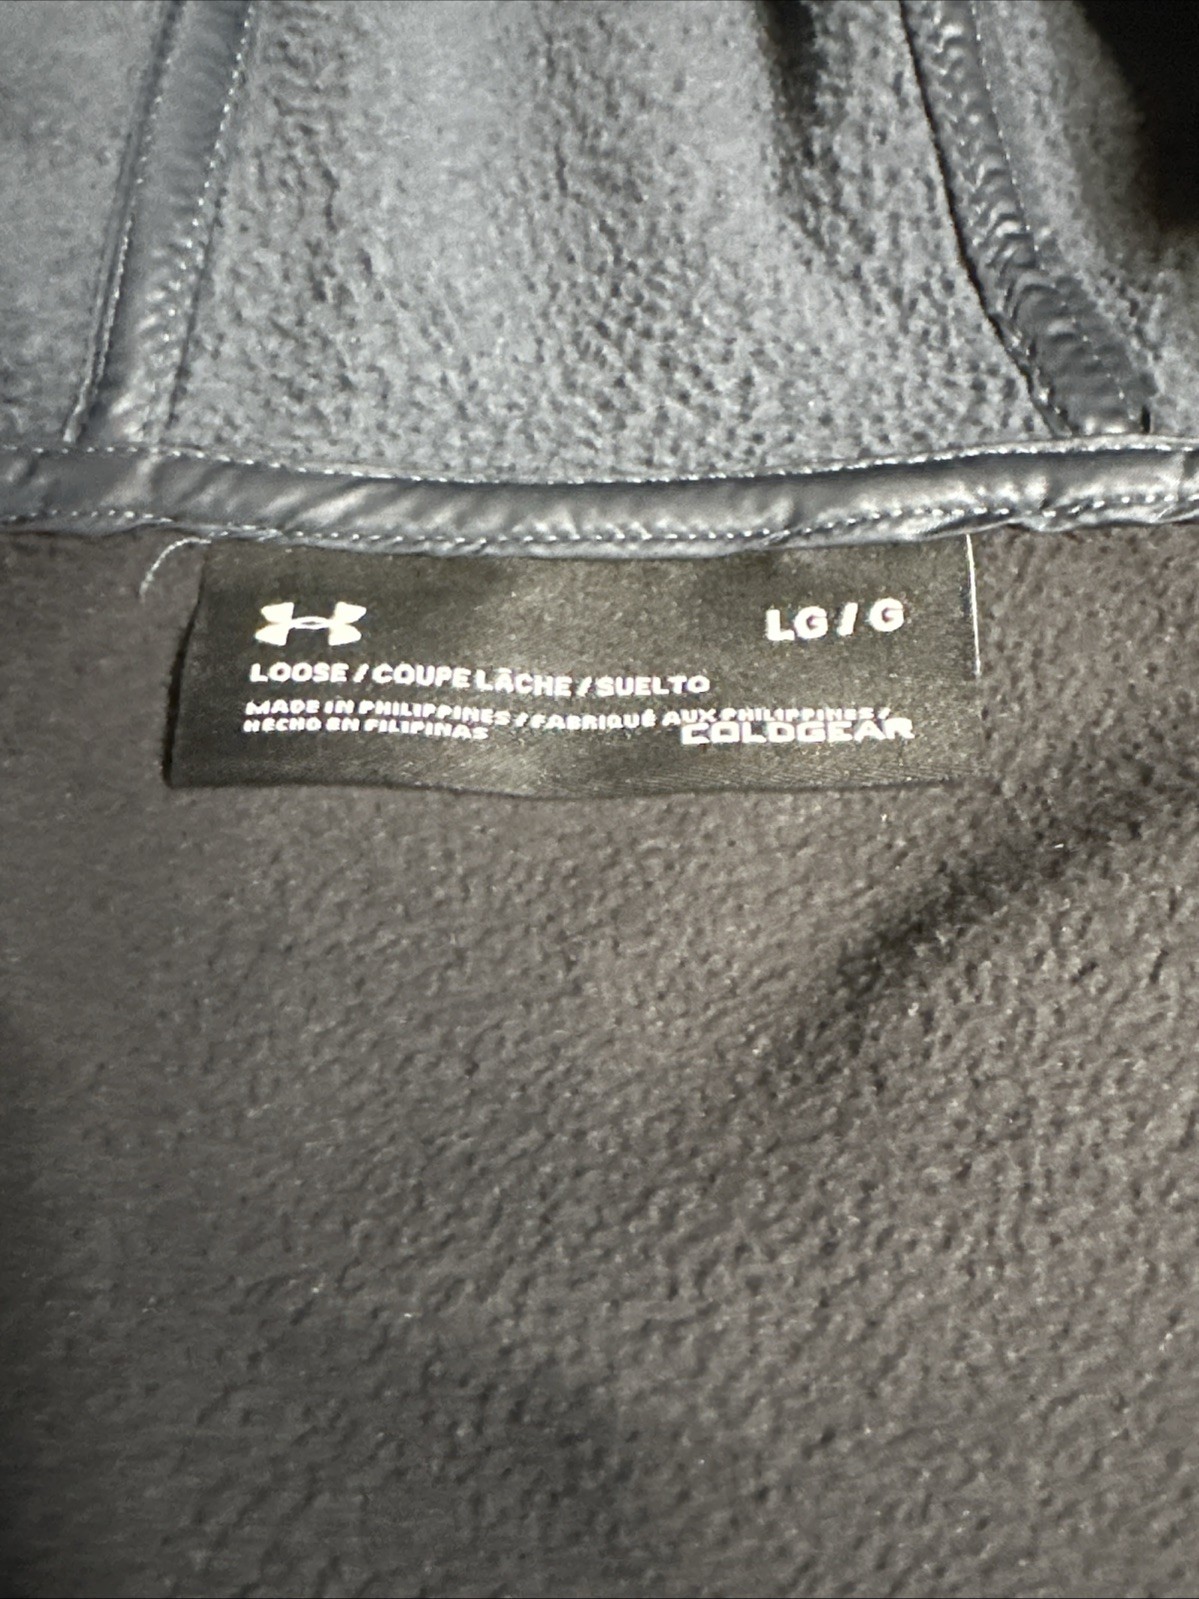 LG / G
LOOSE / COUPE LÂCHE / SUELTO
MADE IN PHILIPPINES / FABRIQUÉ AUX PHILIPPINES /
HECHO EN FILIPINAS
COLDGEAR